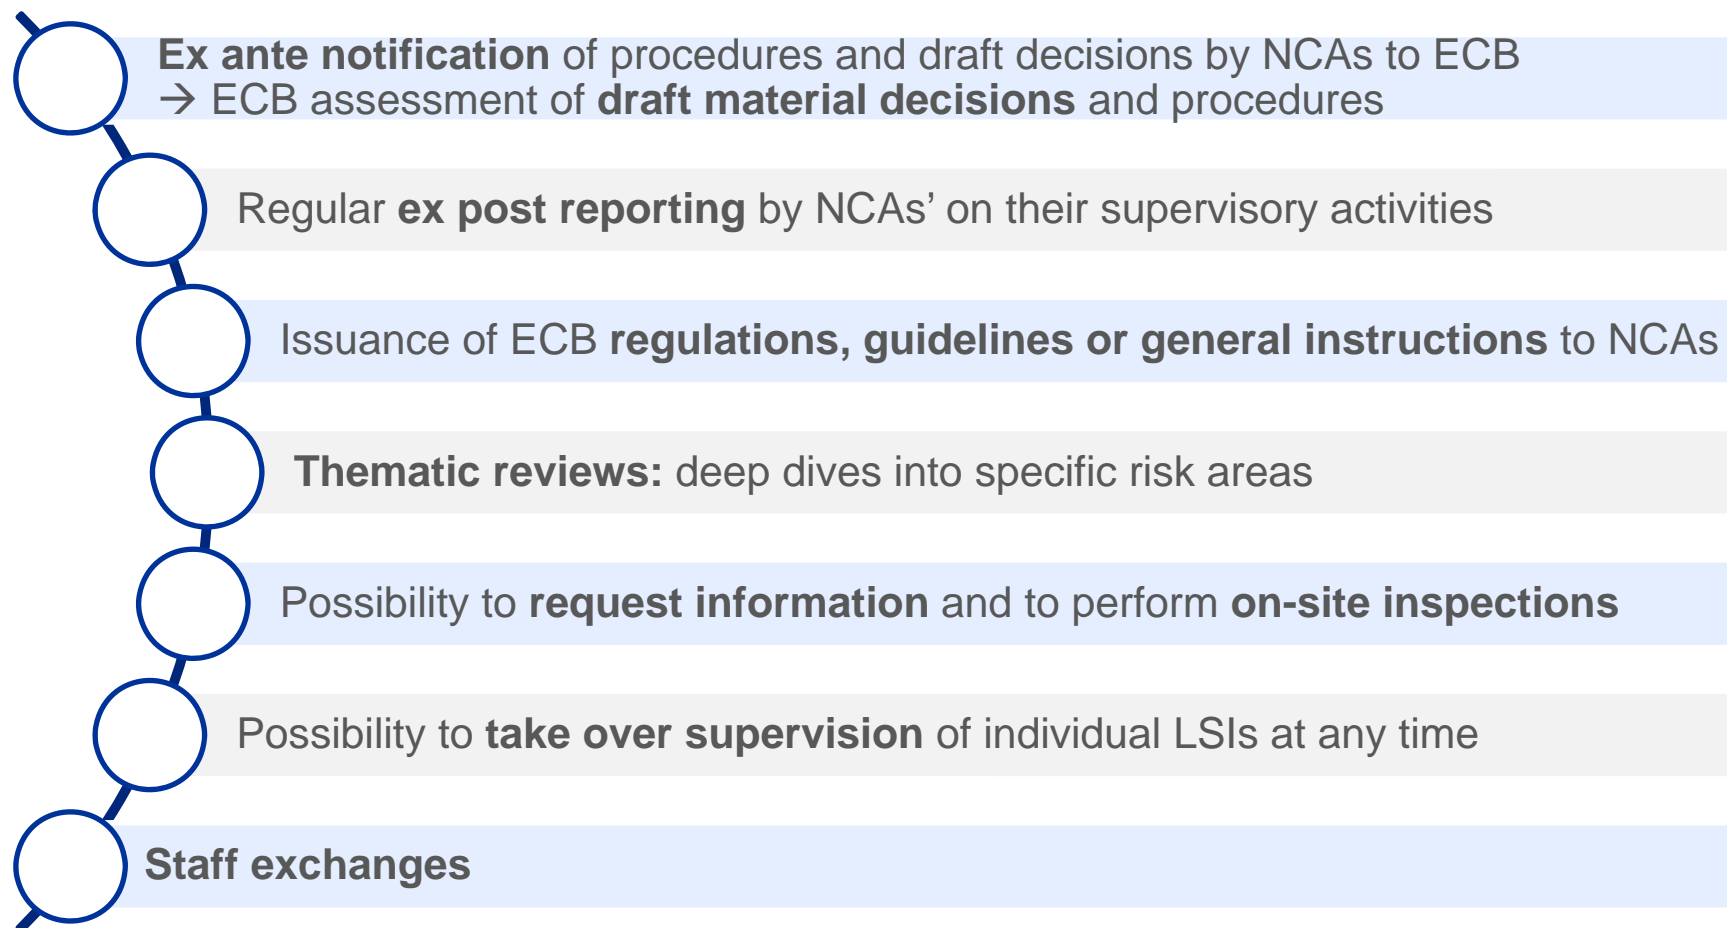 Ex ante notification of procedures and draft decisions by NCAs to ECB
→ ECB assessment of draft material decisions and procedures
Regular ex post reporting by NCAs’ on their supervisory activities
Issuance of ECB regulations, guidelines or general instructions to NCAs
Thematic reviews: deep dives into specific risk areas
Possibility to request information and to perform on-site inspections
Possibility to take over supervision of individual LSIs at any time
Staff exchanges